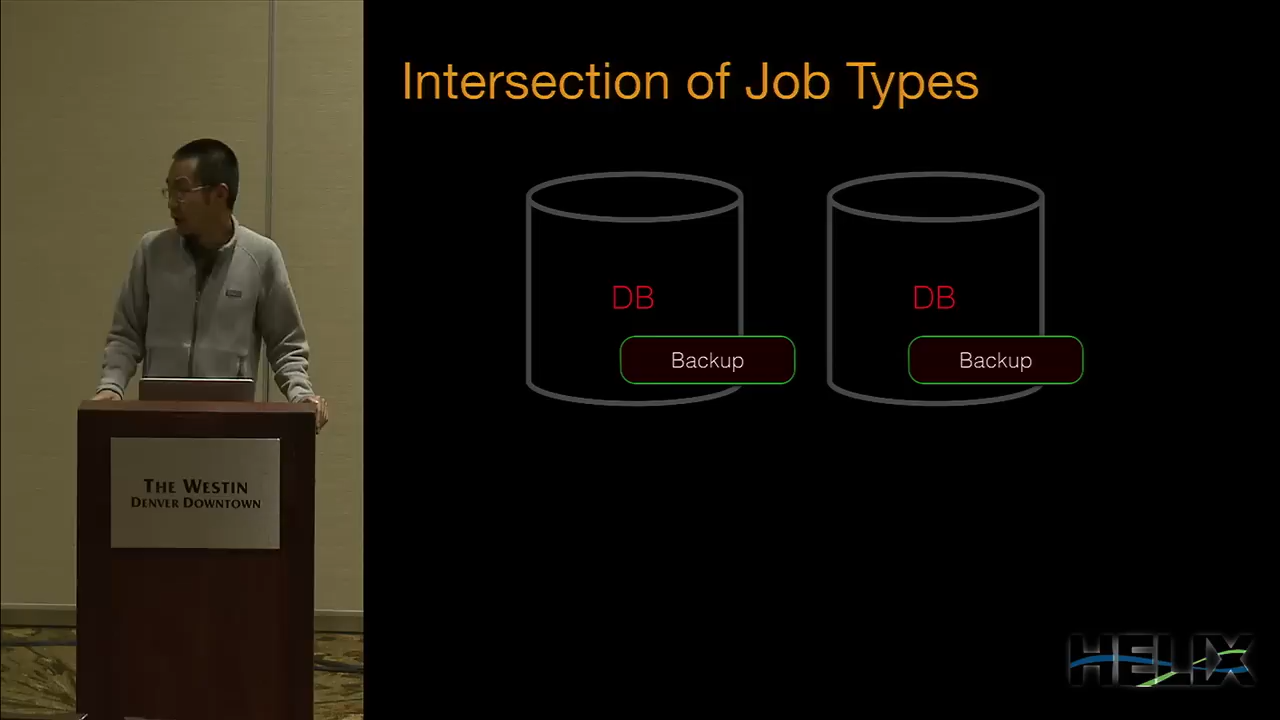 Intersection of Job Types
DB
DB
Backup
Backup
THE WESTIN
DENVER DOWNTOWN
HELIX